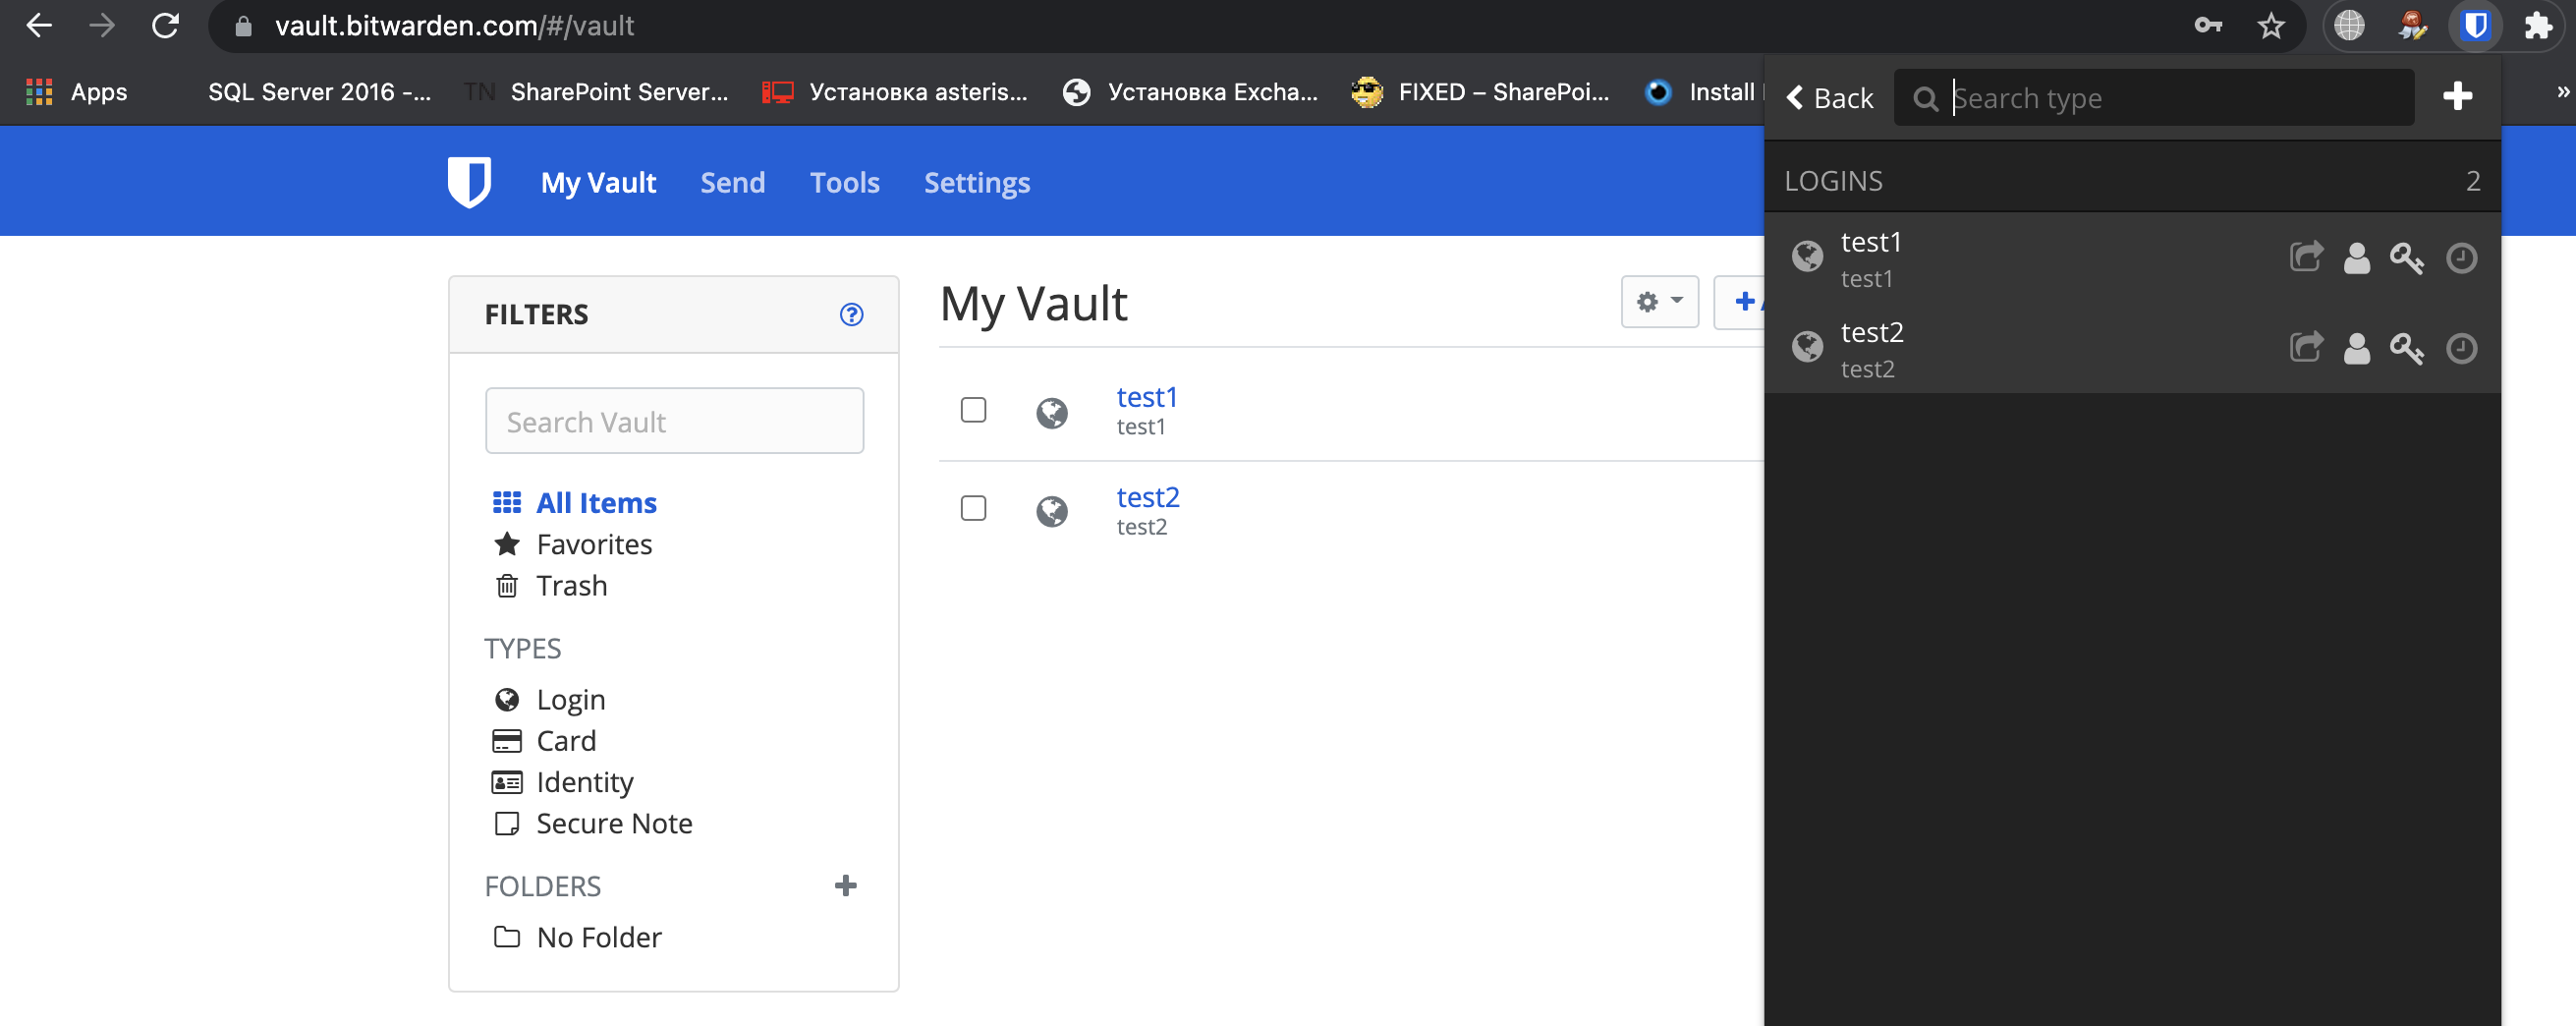 vault.bitwarden.com/#/vault
Apps
SQL Server 2016 -...
TN SharePoint Server...
Установка asteris...
Установка Excha...
FIXED – SharePoi...
Install
»
Back
Search type
My Vault
Send
Tools
Settings
LOGINS
2
test1
test1
test2
test2
FILTERS
Search Vault
All Items
Favorites
Trash
TYPES
Login
Card
Identity
Secure Note
FOLDERS
No Folder
My Vault
test1
test1
test2
test2